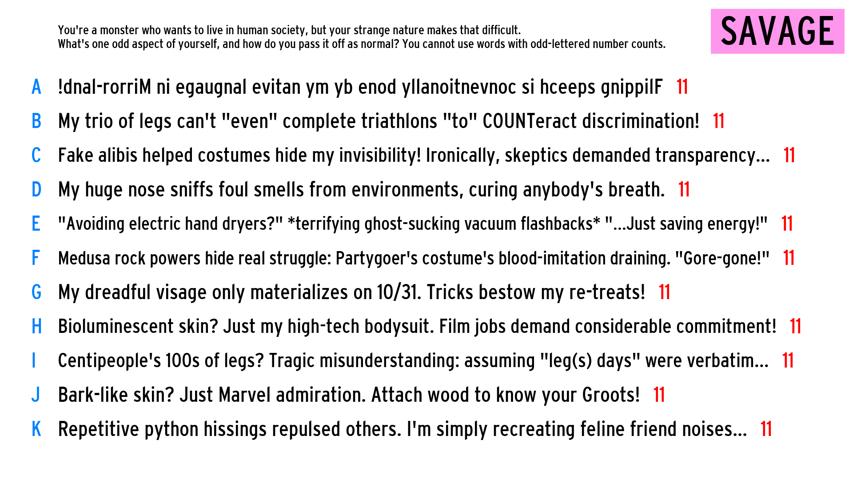 You're a monster who wants to live in human society, but your strange nature makes that difficult.
What's one odd aspect of yourself, and how do you pass it off as normal? You cannot use words with odd-lettered number counts.
SAVAGE
A !dnal-rorriM ni egaugnal evitan ym yb enod yllanoitnevnoc si hceeps gnippilF 11
B My trio of legs can't "even" complete triathlons "to" COUNTeract discrimination! 11
C Fake alibis helped costumes hide my invisibility! Ironically, skeptics demanded transparency... 11
D My huge nose sniffs foul smells from environments, curing anybody's breath. 11
E "Avoiding electric hand dryers?" *terrifying ghost-sucking vacuum flashbacks* "...Just saving energy!" 11
F Medusa rock powers hide real struggle: Partygoer's costume's blood-imitation draining. "Gore-gone!" 11
G My dreadful visage only materializes on 10/31. Tricks bestow my re-treats! 11
H Bioluminescent skin? Just my high-tech bodysuit. Film jobs demand considerable commitment! 11
I Centipeople's 100s of legs? Tragic misunderstanding: assuming "leg(s) days" were verbatim... 11
J Bark-like skin? Just Marvel admiration. Attach wood to know your Groots! 11
K Repetitive python hissings repulsed others. I'm simply recreating feline friend noises... 11